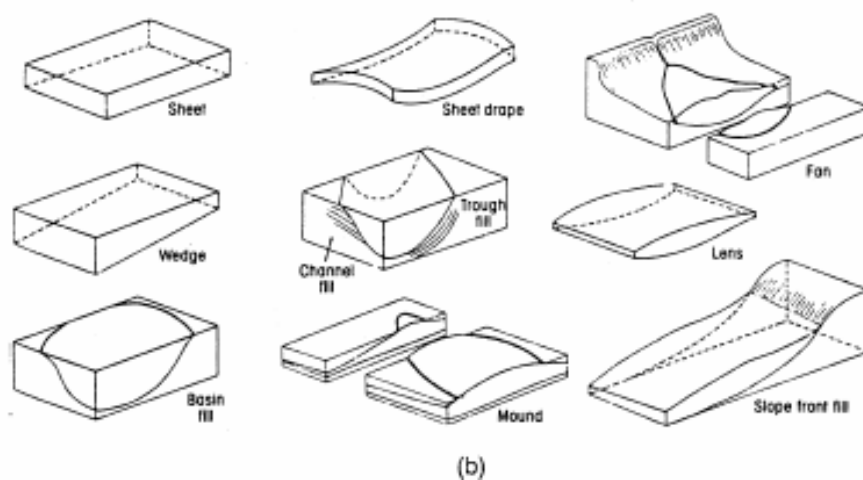 Sheet
Sheet drape
Fan
Wedge
Channel
fill
Trough
fill
Lens
Basin
fill
Mound
Slope front fill
(b)